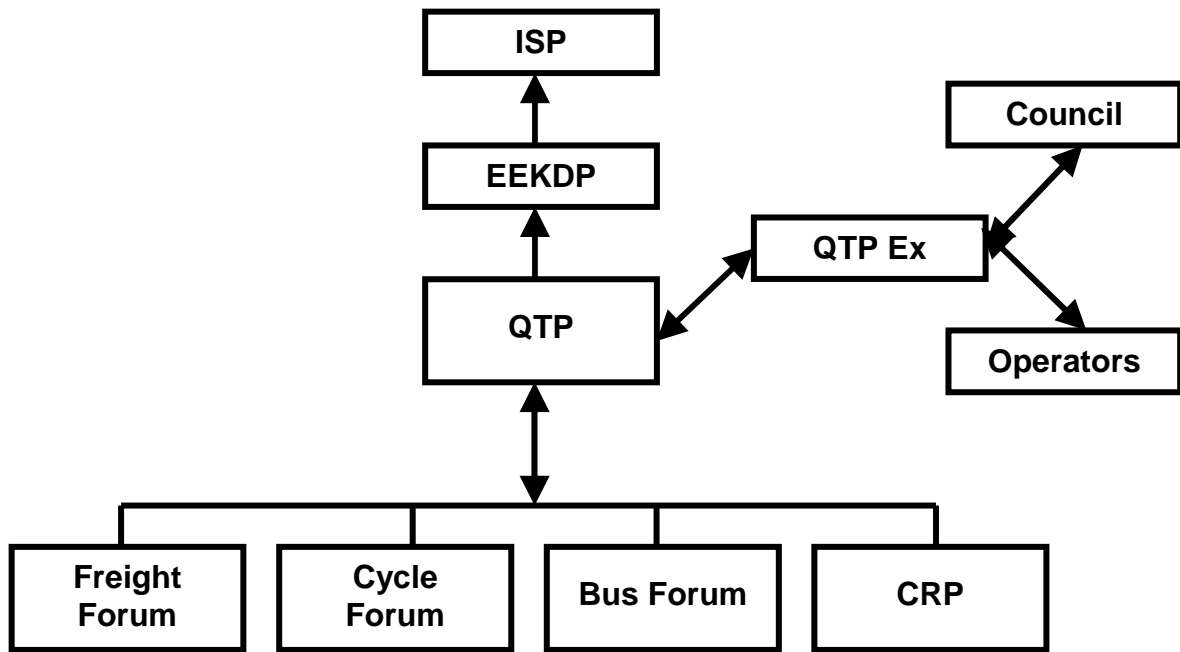 ISP
Council
EEKDP
QTP Ex
QTP
Operators
Freight
Forum
Cycle
Forum
Bus Forum
CRP